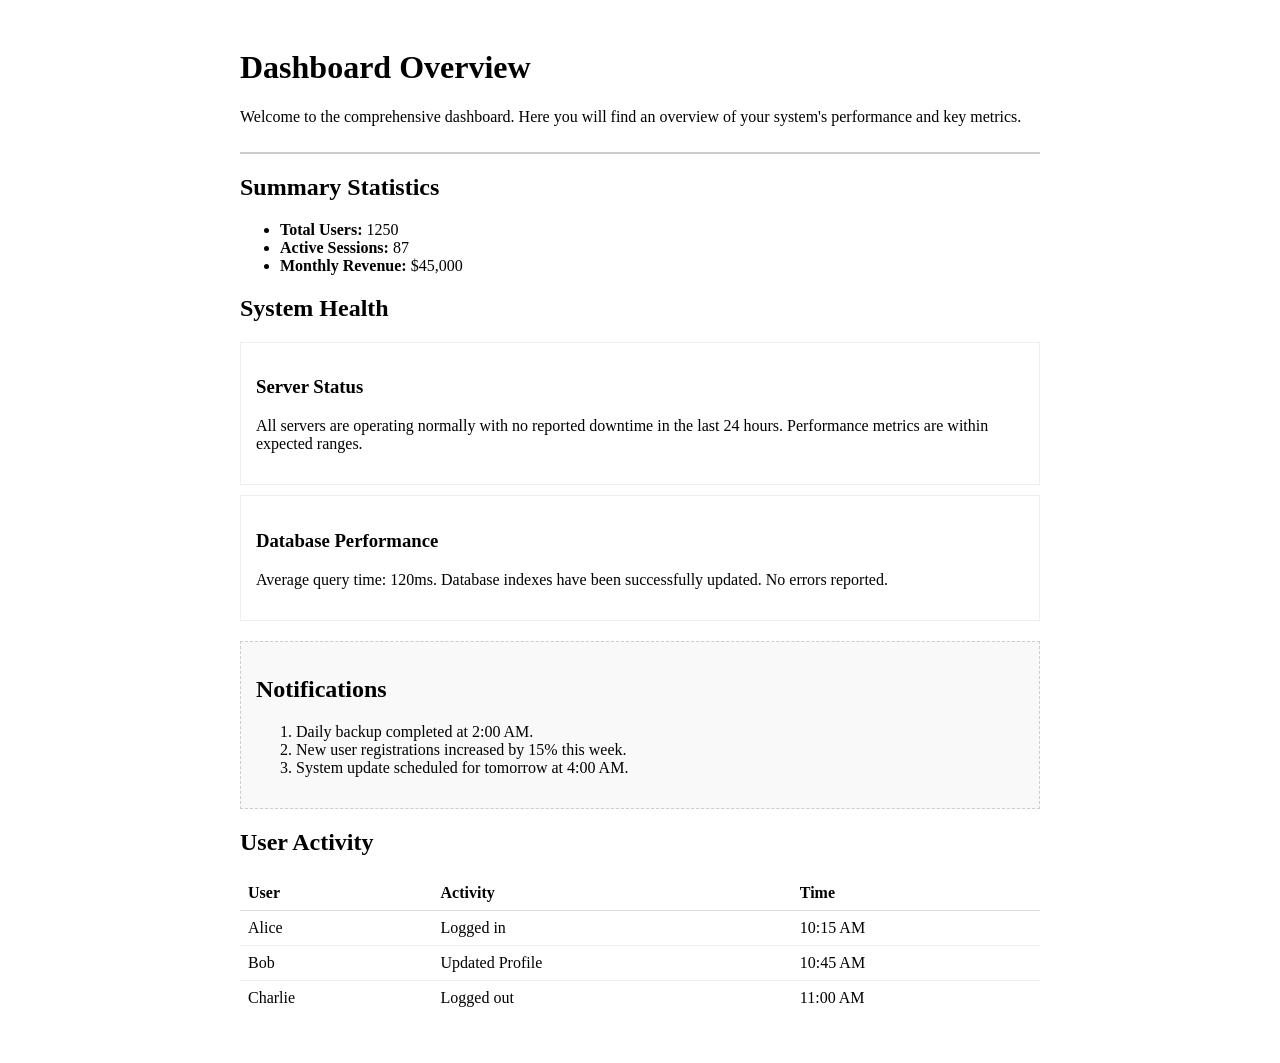 Dashboard Overview
Welcome to the comprehensive dashboard. Here you will find an overview of your system's performance and key metrics.
Summary Statistics
• Total Users: 1250
• Active Sessions: 87
• Monthly Revenue: $45,000
System Health
Server Status
All servers are operating normally with no reported downtime in the last 24 hours. Performance metrics are within
expected ranges.
Database Performance
Average query time: 120ms. Database indexes have been successfully updated. No errors reported.
Notifications
1. Daily backup completed at 2:00 AM.
2. New user registrations increased by 15% this week.
3. System update scheduled for tomorrow at 4:00 AM.
User Activity
User Activity Time
Alice Logged in 10:15 AM
Bob Updated Profile 10:45 AM
Charlie Logged out 11:00 AM